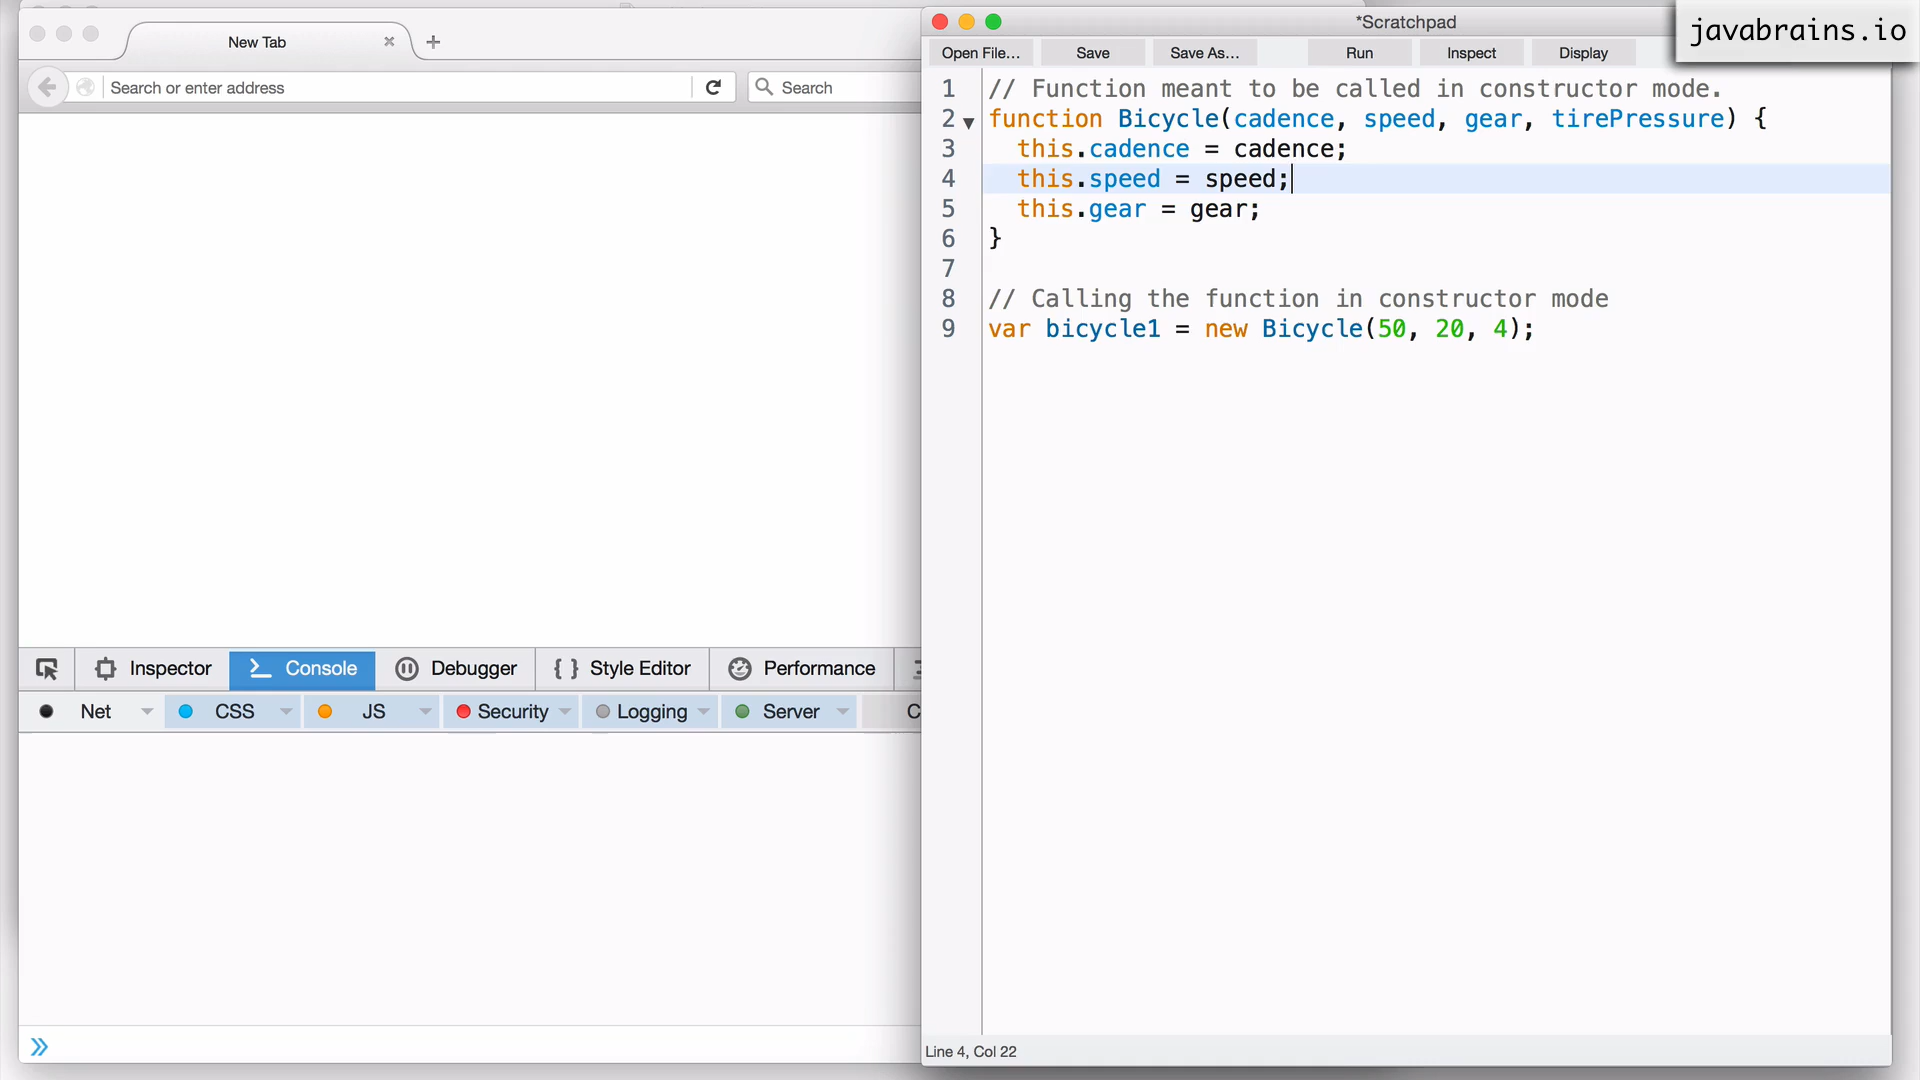 New Tab
Search or enter address
Search
Inspector
Console
Debugger
Style Editor
Performance
Net
CSS
JS
Security
Logging
Server
C
*Scratchpad
javabrains.io
Open File...
Save
Save As...
Run
Inspect
Display
1 // Function meant to be called in constructor mode.
2 function Bicycle(cadence, speed, gear, tirePressure) {
3 this.cadence = cadence;
4 this.speed = speed;
5 this.gear = gear;
6 }
7
8 // Calling the function in constructor mode
9 var bicycle1 = new Bicycle(50, 20, 4);
Line 4, Col 22